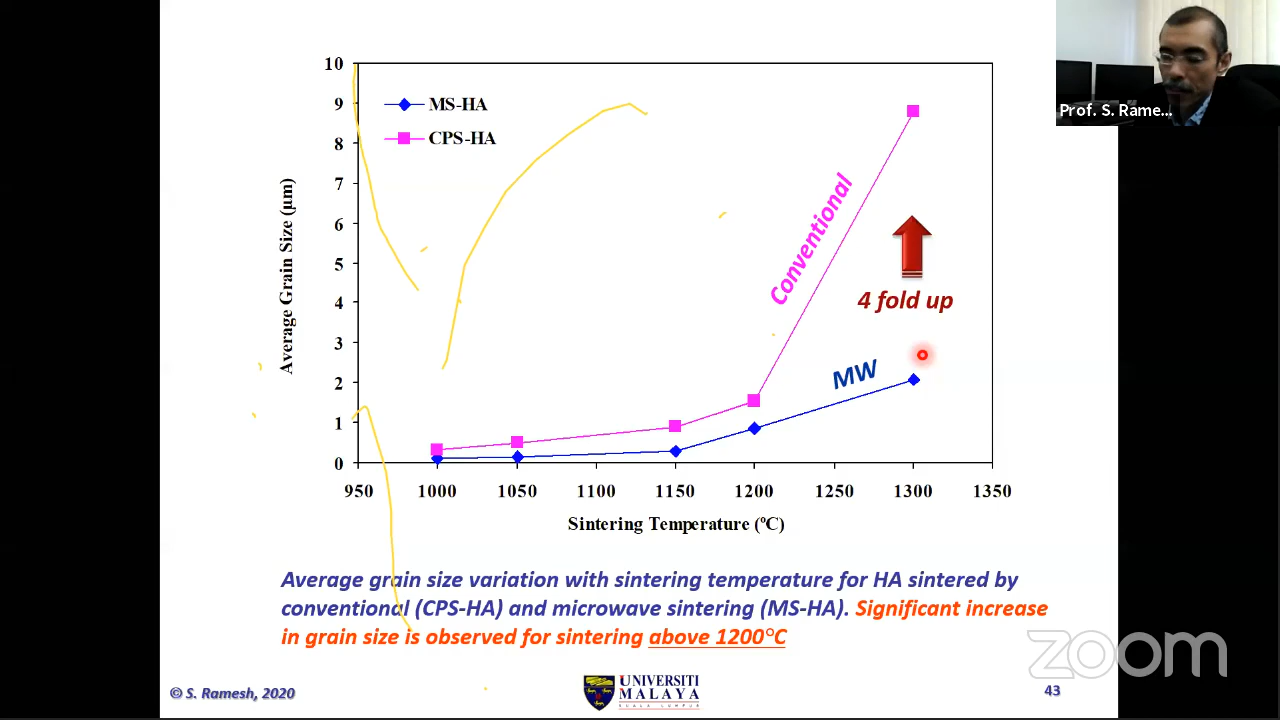 Prof. S. Rame...
10
9
8
7
6
5
4
3
2
1
0
MS-HA
CPS-HA
Average Grain Size (µm)
Conventional
4 fold up
MW
950 1000 1050 1100 1150 1200 1250 1300 1350
Sintering Temperature (ºC)
Average grain size variation with sintering temperature for HA sintered by
conventional (CPS-HA) and microwave sintering (MS-HA). Significant increase
in grain size is observed for sintering above 1200°C
zoom
© S. Ramesh, 2020
UNIVERSITI
MALAYA
KUALA LUMPUR
43